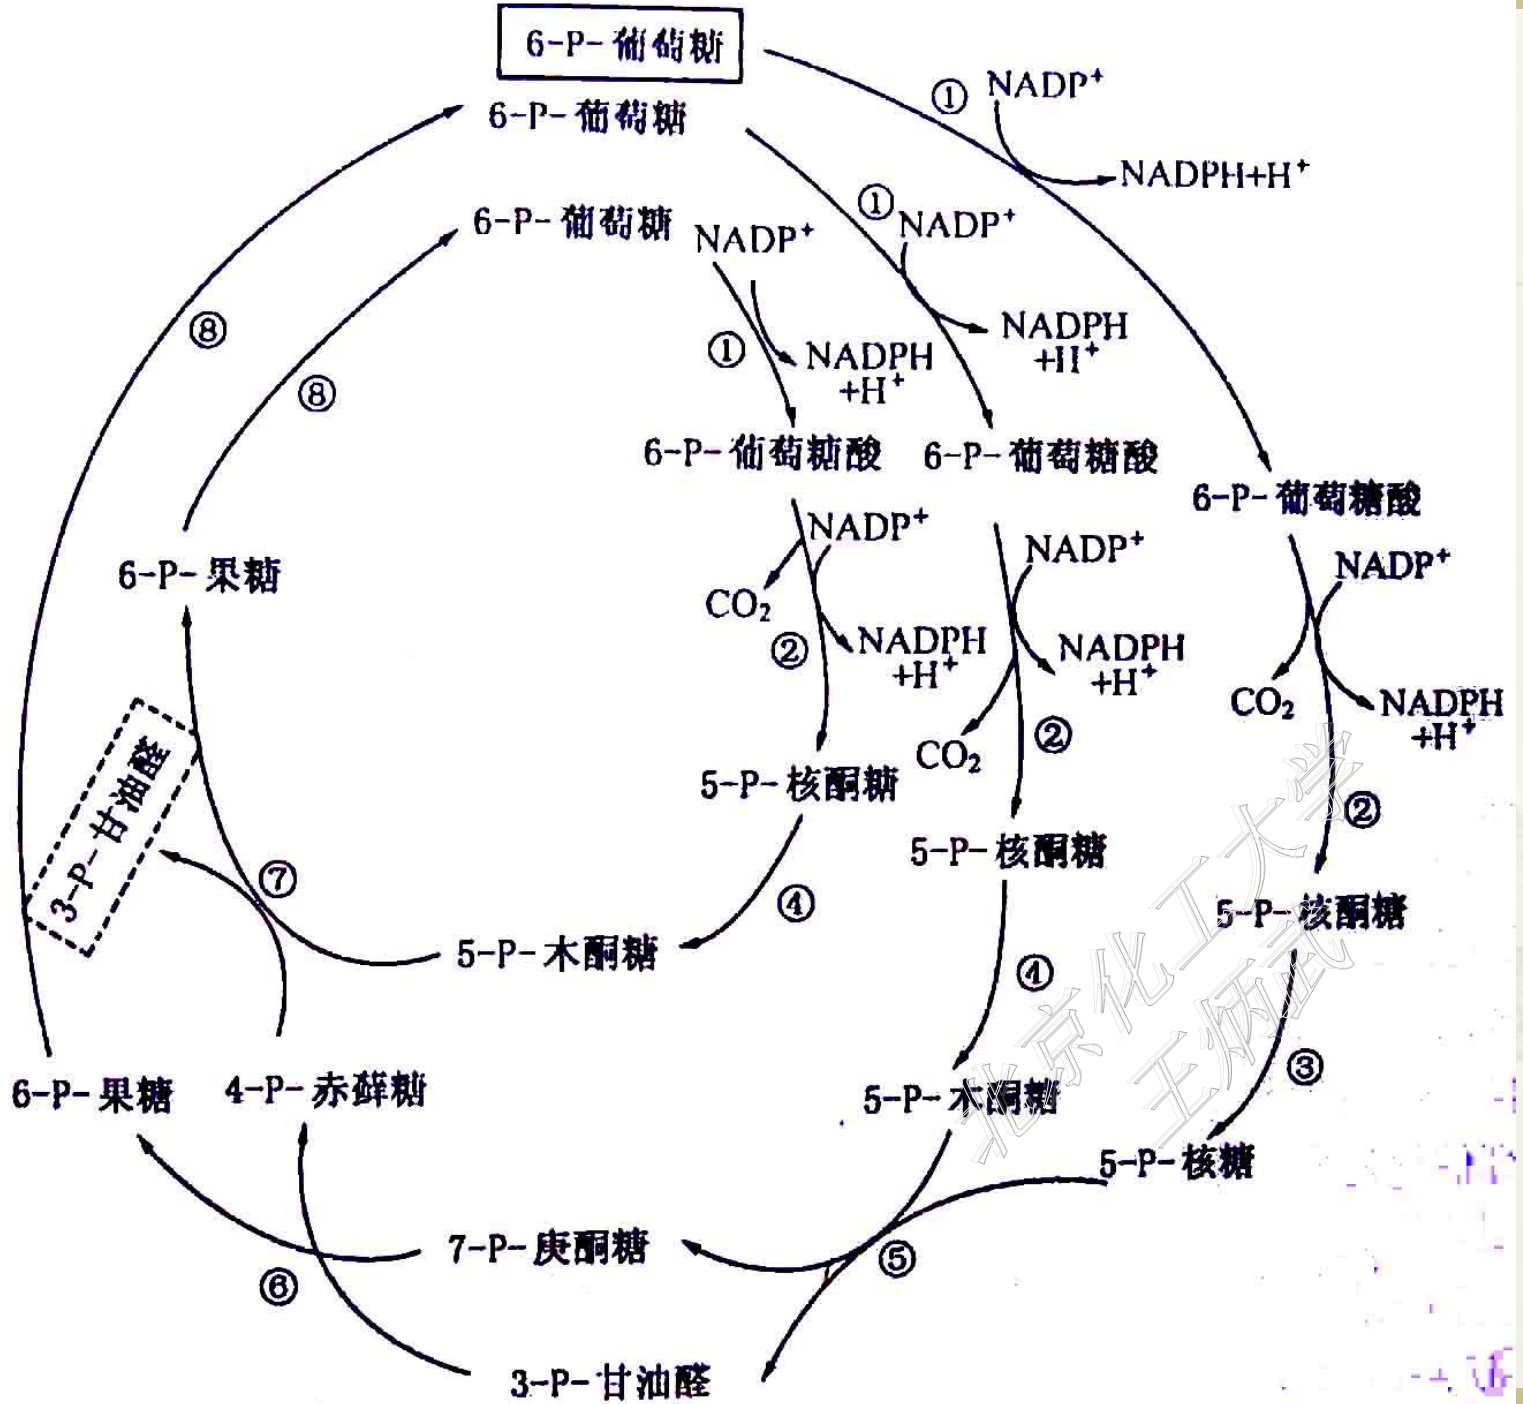 6-P-葡萄糖
6-P-葡萄糖
6-P-葡萄糖
① NADP⁺
NADPH+H⁺
① NADP⁺
NADPH
+H⁺
NADP⁺
①
NADPH
+H⁺
⑧
⑧
6-P-葡萄糖酸
6-P-葡萄糖酸
6-P-葡萄糖酸
NADP⁺
CO₂
②
NADPH
+H⁺
NADP⁺
NADPH
+H⁺
CO₂
②
NADP⁺
CO₂
NADPH
+H⁺
②
6-P-果糖
3-P-甘油醛
5-P-核酮糖
5-P-核酮糖
5-P-核酮糖
⑦
④
5-P-木酮糖
④
③
6-P-果糖
4-P-赤藓糖
5-P-木酮糖
5-P-核糖
7-P-庚酮糖
⑤
⑥
3-P-甘油醛
北京化工大学
王炳武